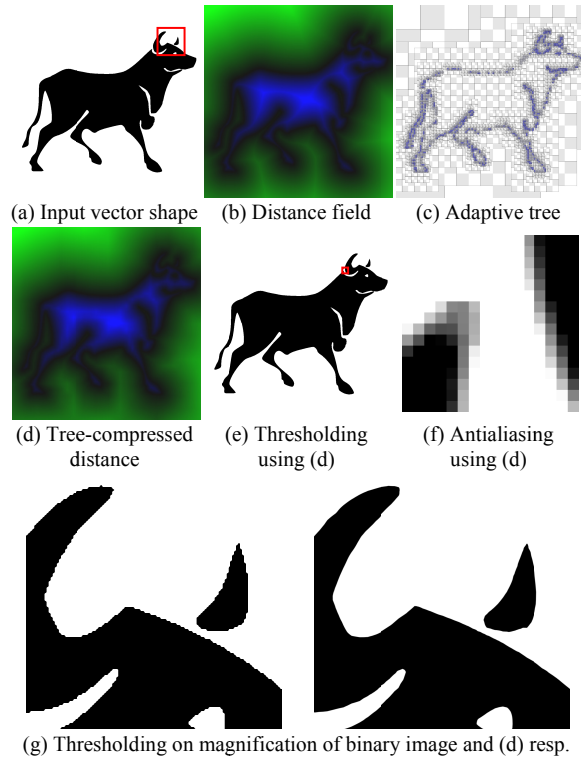 (a) Input vector shape
(b) Distance field
(c) Adaptive tree
(d) Tree-compressed
distance
(e) Thresholding
using (d)
(f) Antialiasing
using (d)
(g) Thresholding on magnification of binary image and (d) resp.